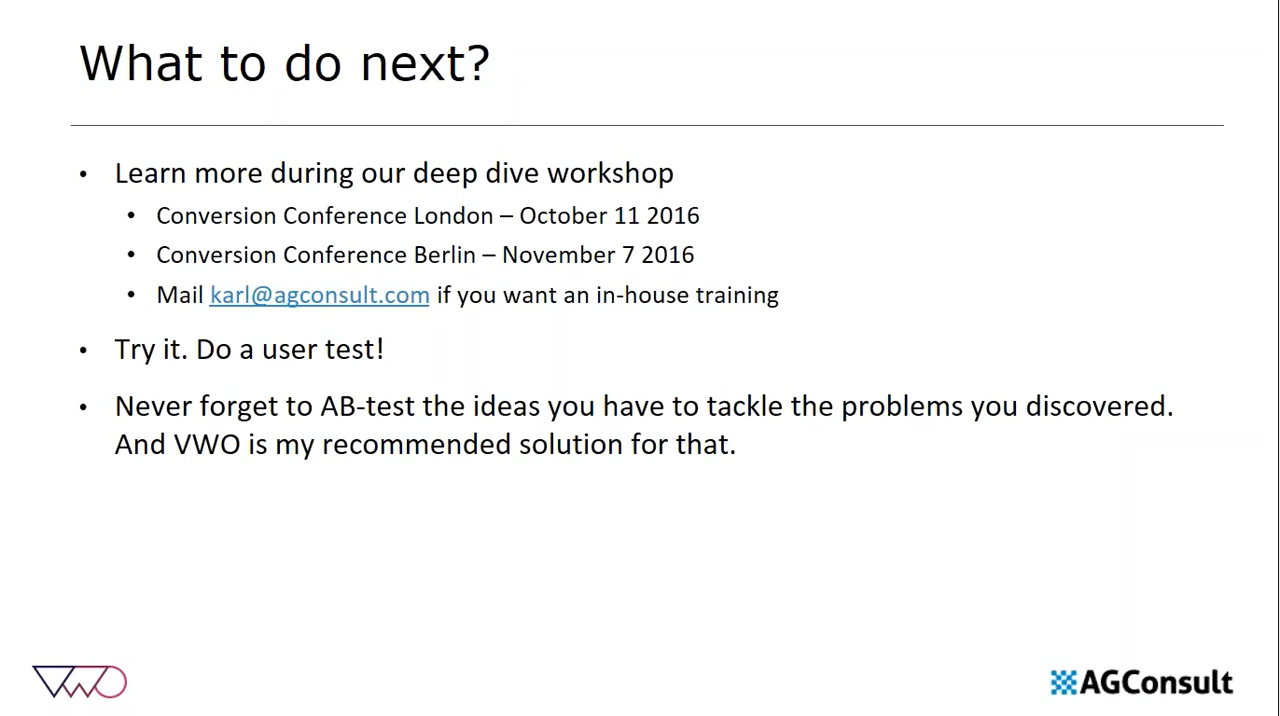 What to do next?
• Learn more during our deep dive workshop
• Conversion Conference London – October 11 2016
• Conversion Conference Berlin – November 7 2016
• Mail karl@agconsult.com if you want an in-house training
• Try it. Do a user test!
• Never forget to AB-test the ideas you have to tackle the problems you discovered.
And VWO is my recommended solution for that.
VWO
AGConsult